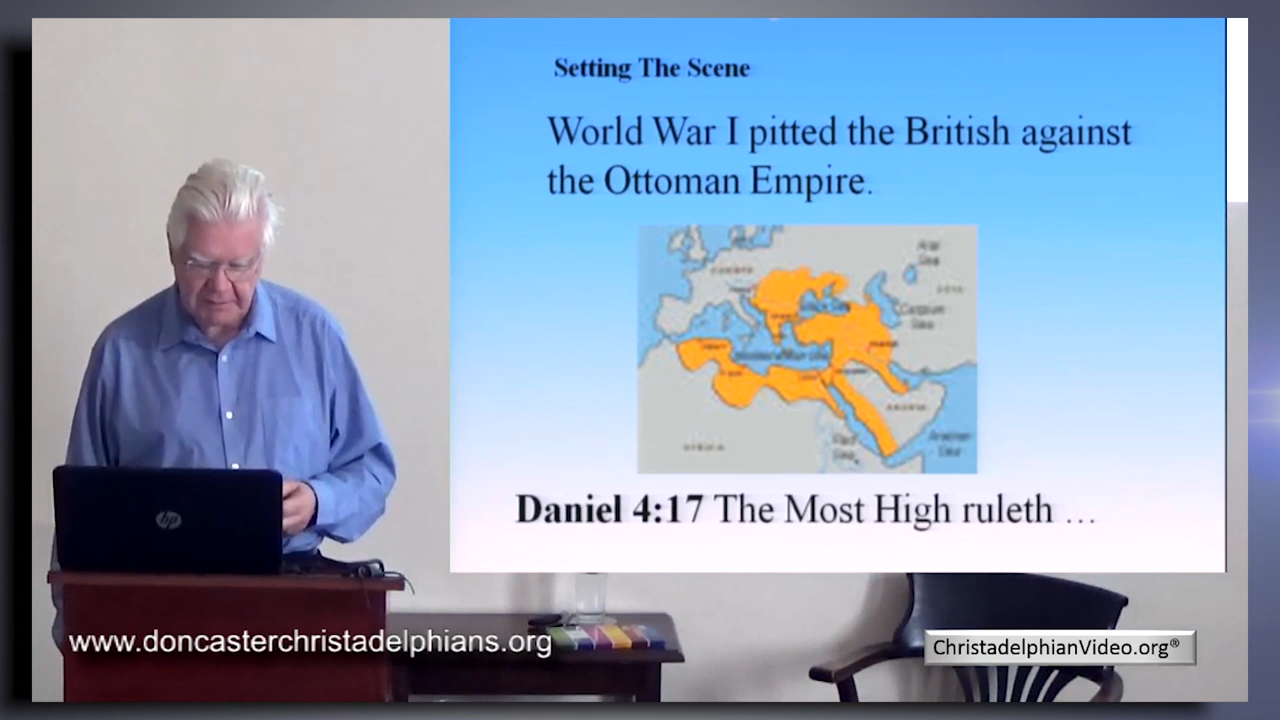 Setting The Scene
World War I pitted the British against
the Ottoman Empire.
Daniel 4:17 The Most High ruleth ...
hp
www.doncasterchristadelphians.org
ChristadelphianVideo.org®